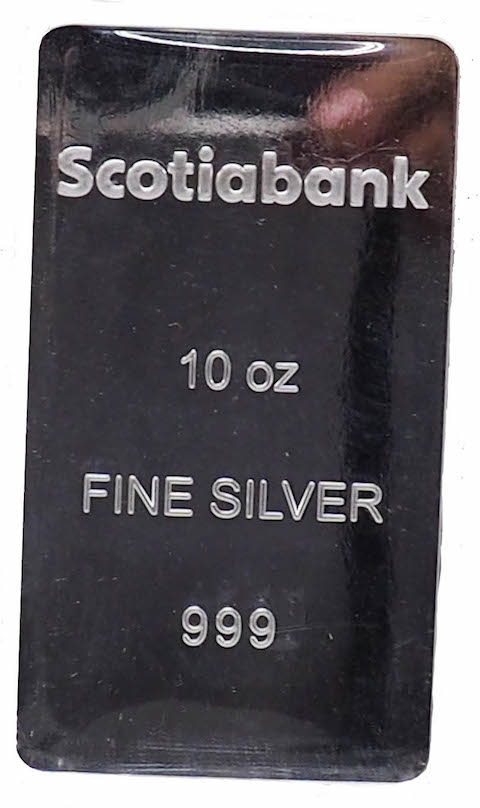 Scotiabank
10 oz
FINE SILVER
999